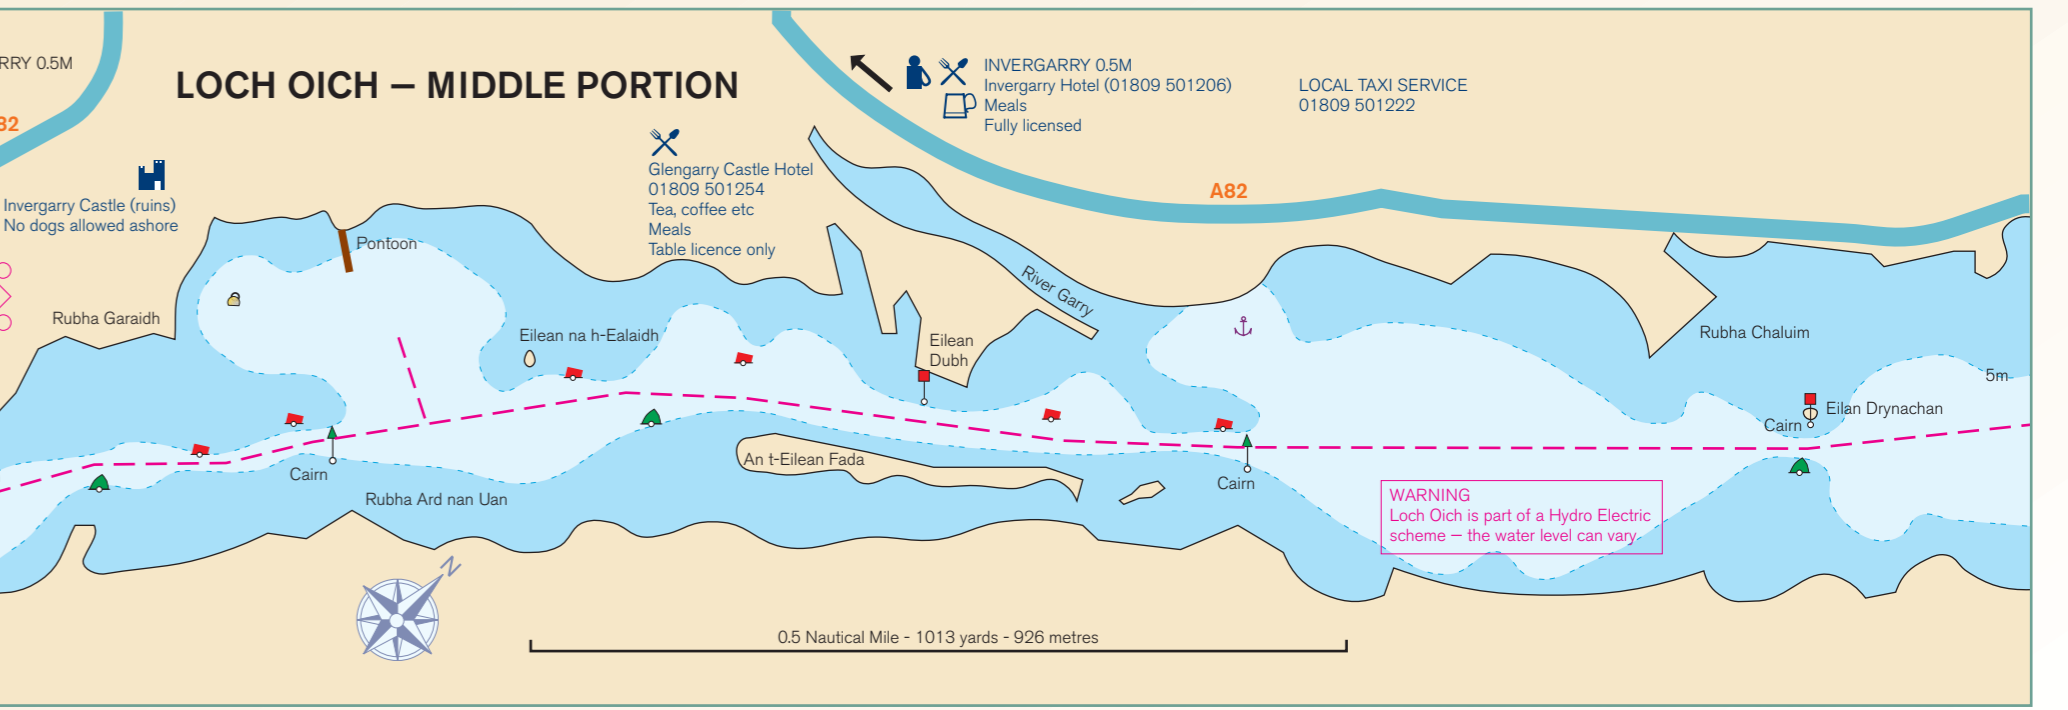 RRY 0.5M
82
LOCH OICH – MIDDLE PORTION
INVERGARRY 0.5M
Invergarry Hotel (01809 501206)
Meals
Fully licensed
LOCAL TAXI SERVICE
01809 501222
Glengarry Castle Hotel
01809 501254
Tea, coffee etc
Meals
Table licence only
A82
Invergarry Castle (ruins)
No dogs allowed ashore
Pontoon
River Garry
Rubha Garaidh
Eilean na h-Ealaidh
Eilean
Dubh
Rubha Chaluim
5m
Eilan Drynachan
Cairn
An t-Eilean Fada
Cairn
Cairn
Rubha Ard nan Uan
WARNING
Loch Oich is part of a Hydro Electric
scheme – the water level can vary
N
0.5 Nautical Mile - 1013 yards - 926 metres